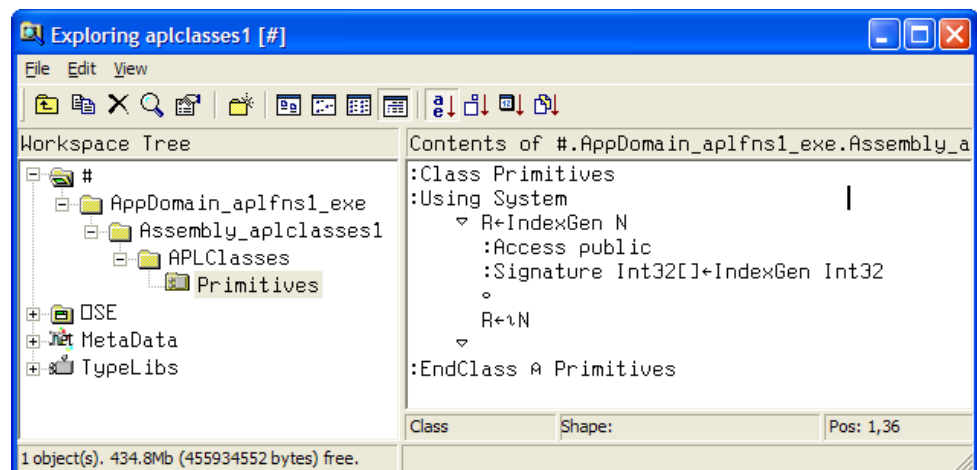 Exploring aplclasses1 [#]
File Edit View
Workspace Tree
Contents of #.AppDomain_aplfns1_exe.Assembly_a
#
AppDomain_aplfns1_exe
Assembly_aplclasses1
APLClasses
Primitives
⎕SE
.net MetaData
TypeLibs
:Class Primitives
:Using System
∇ R←IndexGen N
:Access public
:Signature Int32[]←IndexGen Int32
∘
R←⍳N
∇
:EndClass ⍝ Primitives
Class Shape: Pos: 1,36
1 object(s). 434.8Mb (455934552 bytes) free.